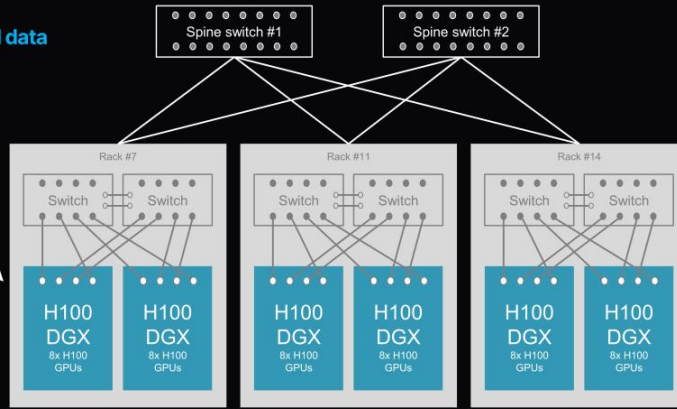 data
Spine switch #1
Spine switch #2
Rack #7
Rack #11
Rack #14
Switch
Switch
Switch
Switch
Switch
Switch
H100
DGX
8x H100
GPUs
H100
DGX
8x H100
GPUs
H100
DGX
8x H100
GPUs
H100
DGX
8x H100
GPUs
H100
DGX
8x H100
GPUs
H100
DGX
8x H100
GPUs